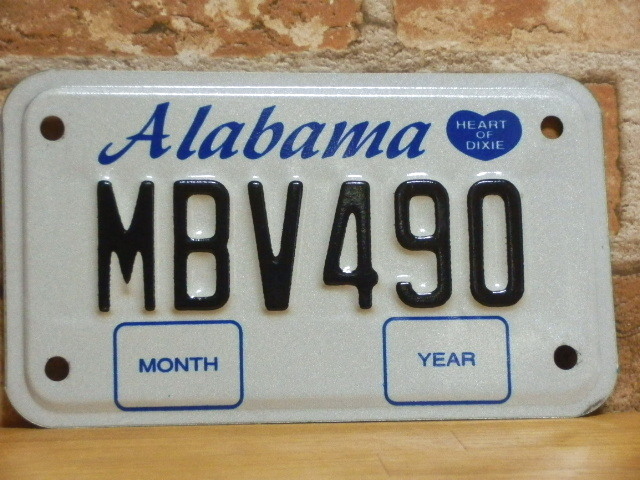 Alabama
HEART
OF
DIXIE
MBV490
MONTH
YEAR